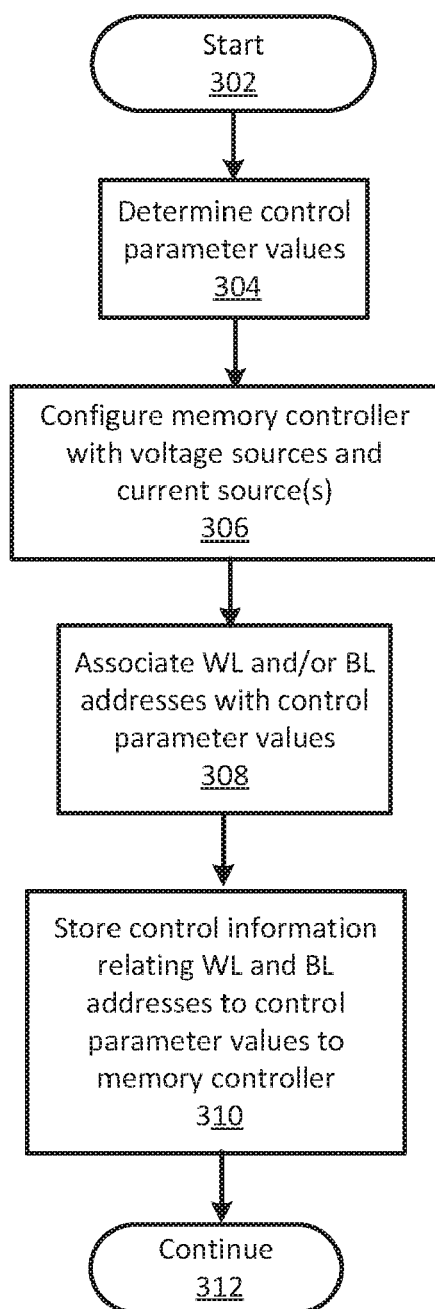 Start
302
Determine control
parameter values
304
Configure memory controller
with voltage sources and
current source(s)
306
Associate WL and/or BL
addresses with control
parameter values
308
Store control information
relating WL and BL
addresses to control
parameter values to
memory controller
310
Continue
312